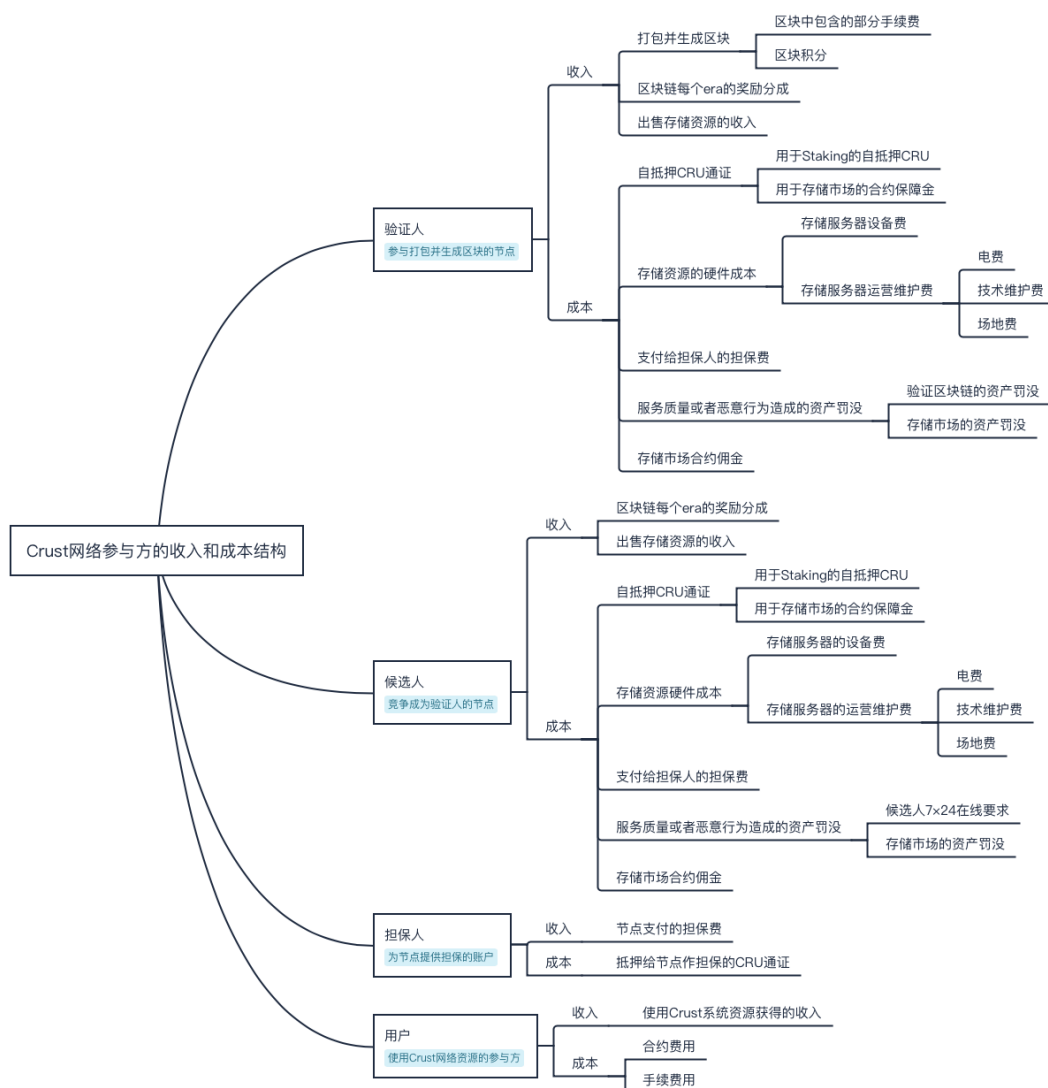 Crust网络参与方的收入和成本结构
验证人
参与打包并生成区块的节点
收入
打包并生成区块
区块中包含的部分手续费
区块积分
区块链每个era的奖励分成
出售存储资源的收入
成本
自抵押CRU通证
用于Staking的自抵押CRU
用于存储市场的合约保障金
存储资源的硬件成本
存储服务器设备费
存储服务器运营维护费
电费
技术维护费
场地费
支付给担保人的担保费
服务质量或者恶意行为造成的资产罚没
验证区块链的资产罚没
存储市场的资产罚没
存储市场合约佣金
候选人
竞争成为验证人的节点
收入
区块链每个era的奖励分成
出售存储资源的收入
成本
自抵押CRU通证
用于Staking的自抵押CRU
用于存储市场的合约保障金
存储资源硬件成本
存储服务器的设备费
存储服务器的运营维护费
电费
技术维护费
场地费
支付给担保人的担保费
服务质量或者恶意行为造成的资产罚没
候选人7×24在线要求
存储市场的资产罚没
存储市场合约佣金
担保人
为节点提供担保的账户
收入
节点支付的担保费
成本
抵押给节点作担保的CRU通证
用户
使用Crust网络资源的参与方
收入
使用Crust系统资源获得的收入
成本
合约费用
手续费用